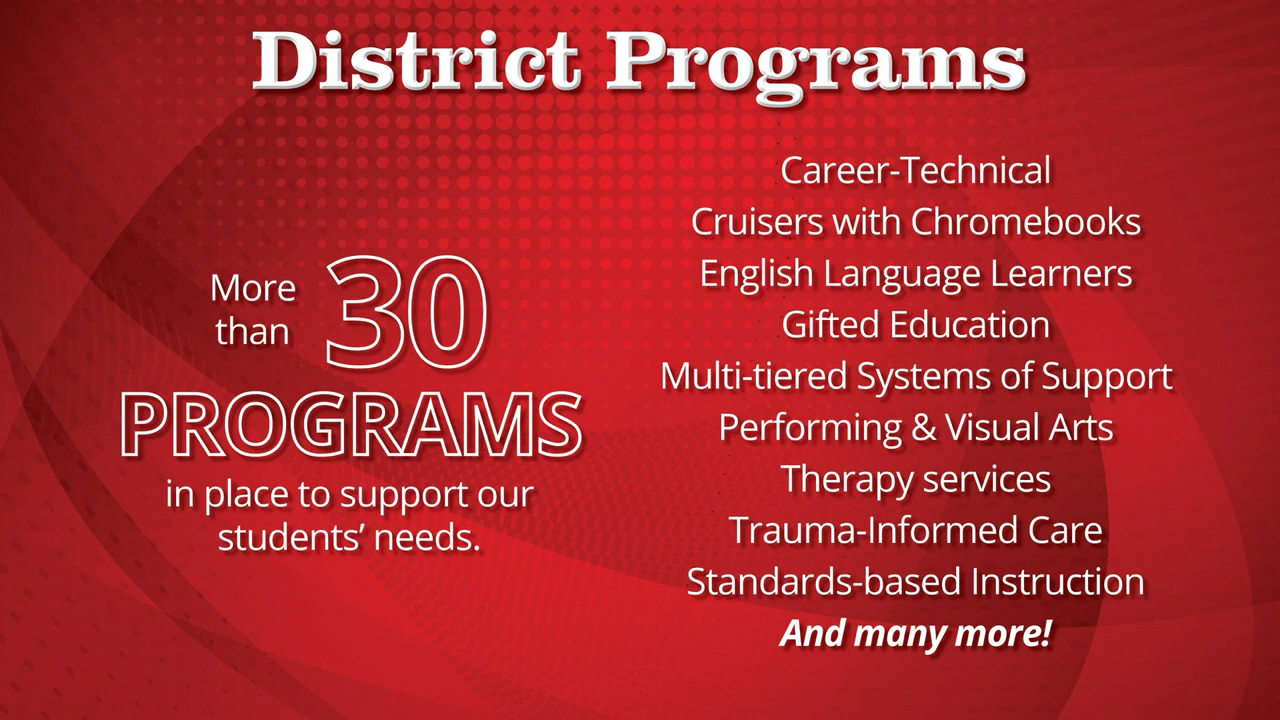 District Programs
More
than
30
PROGRAMS
in place to support our
students’ needs.
Career-Technical
Cruisers with Chromebooks
English Language Learners
Gifted Education
Multi-tiered Systems of Support
Performing & Visual Arts
Therapy services
Trauma-Informed Care
Standards-based Instruction
And many more!